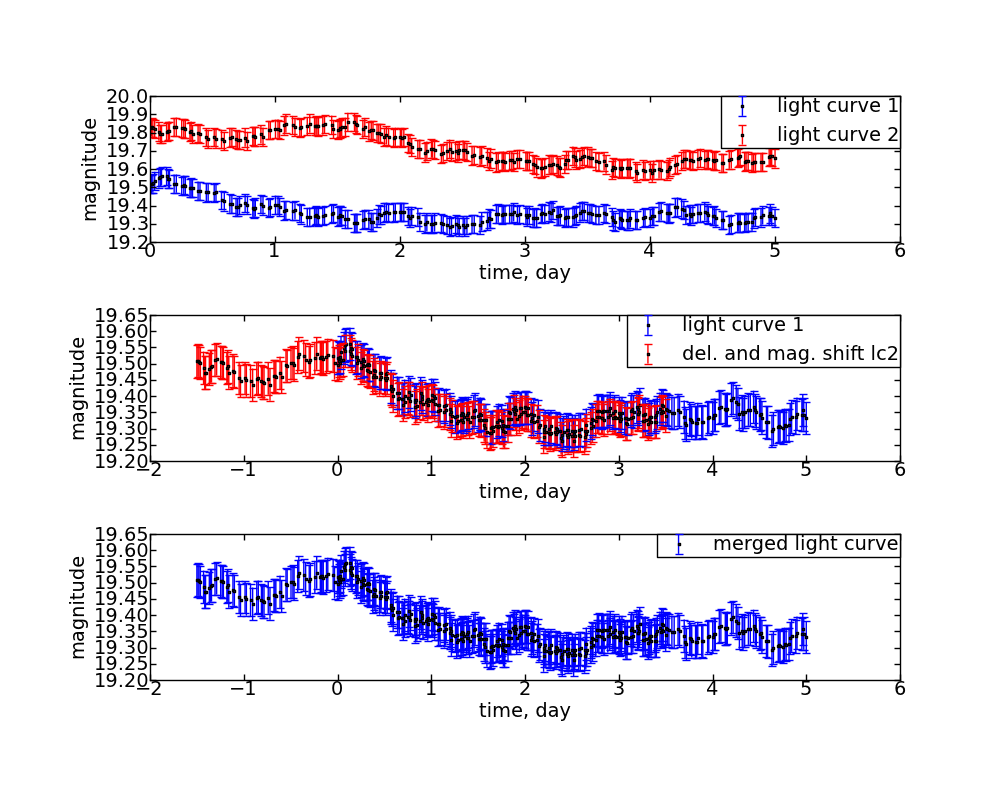 20.0
19.9
19.8
19.7
19.6
19.5
19.4
19.3
19.2
magnitude
light curve 1
light curve 2
0 1 2 3 4 5 6
time, day
19.65
19.60
19.55
19.50
19.45
19.40
19.35
19.30
19.25
19.20
magnitude
light curve 1
del. and mag. shift lc2
−2 −1 0 1 2 3 4 5 6
time, day
19.65
19.60
19.55
19.50
19.45
19.40
19.35
19.30
19.25
19.20
magnitude
merged light curve
−2 −1 0 1 2 3 4 5 6
time, day